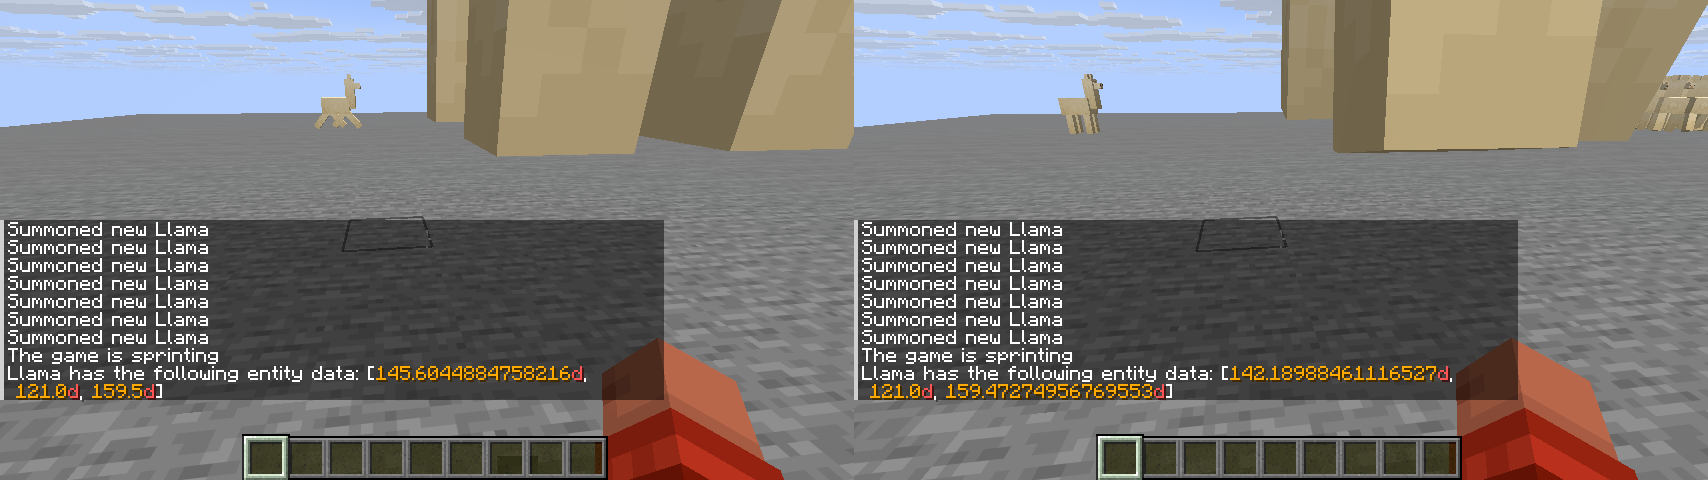 Summoned new Llama
Summoned new Llama
Summoned new Llama
Summoned new Llama
Summoned new Llama
Summoned new Llama
Summoned new Llama
The game is sprinting
Llama has the following entity data: [145.6044884758216d,
121.0d, 159.5d]
Summoned new Llama
Summoned new Llama
Summoned new Llama
Summoned new Llama
Summoned new Llama
Summoned new Llama
Summoned new Llama
The game is sprinting
Llama has the following entity data: [142.18988461116527d,
121.0d, 159.47274956769553d]